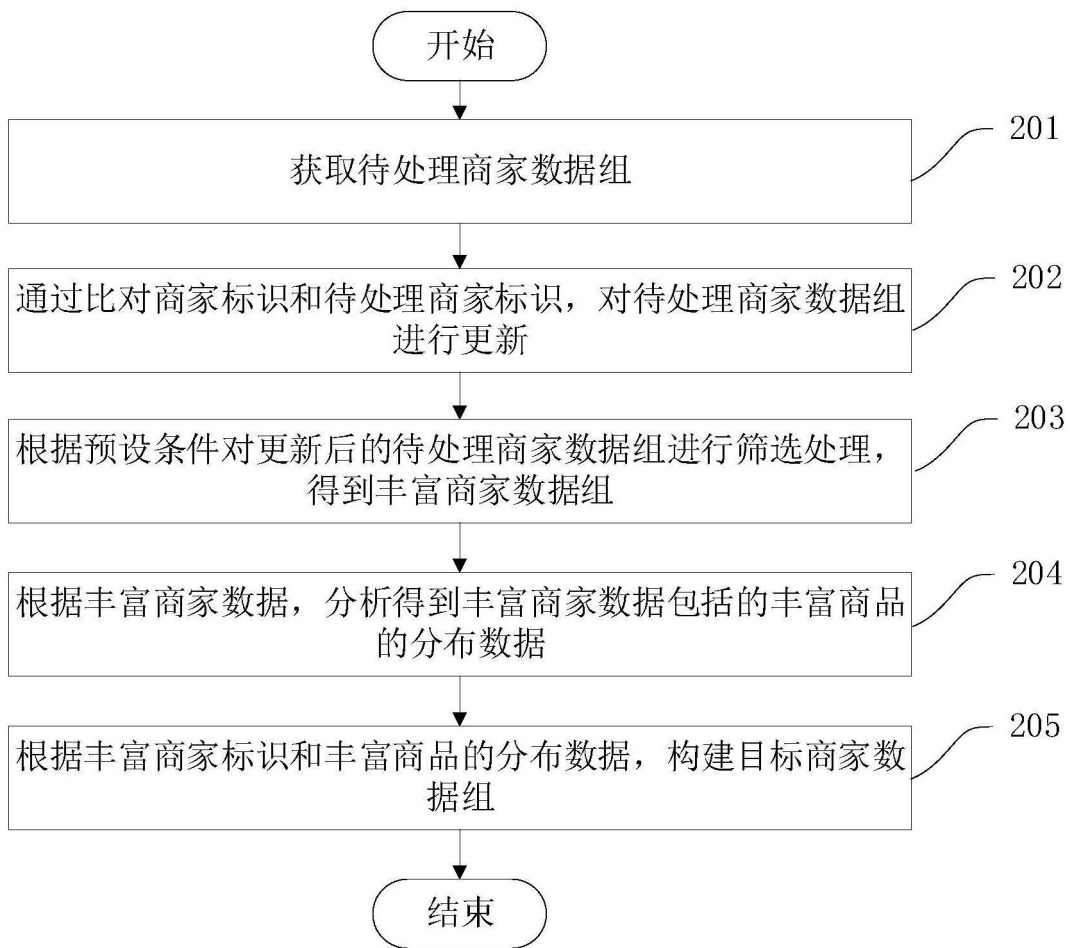 开始
获取待处理商家数据组
201
通过比对商家标识和待处理商家标识，对待处理商家数据组
进行更新
202
根据预设条件对更新后的待处理商家数据组进行筛选处理，
得到丰富商家数据组
203
根据丰富商家数据，分析得到丰富商家数据包括的丰富商品
的分布数据
204
根据丰富商家标识和丰富商品的分布数据，构建目标商家数
据组
205
结束